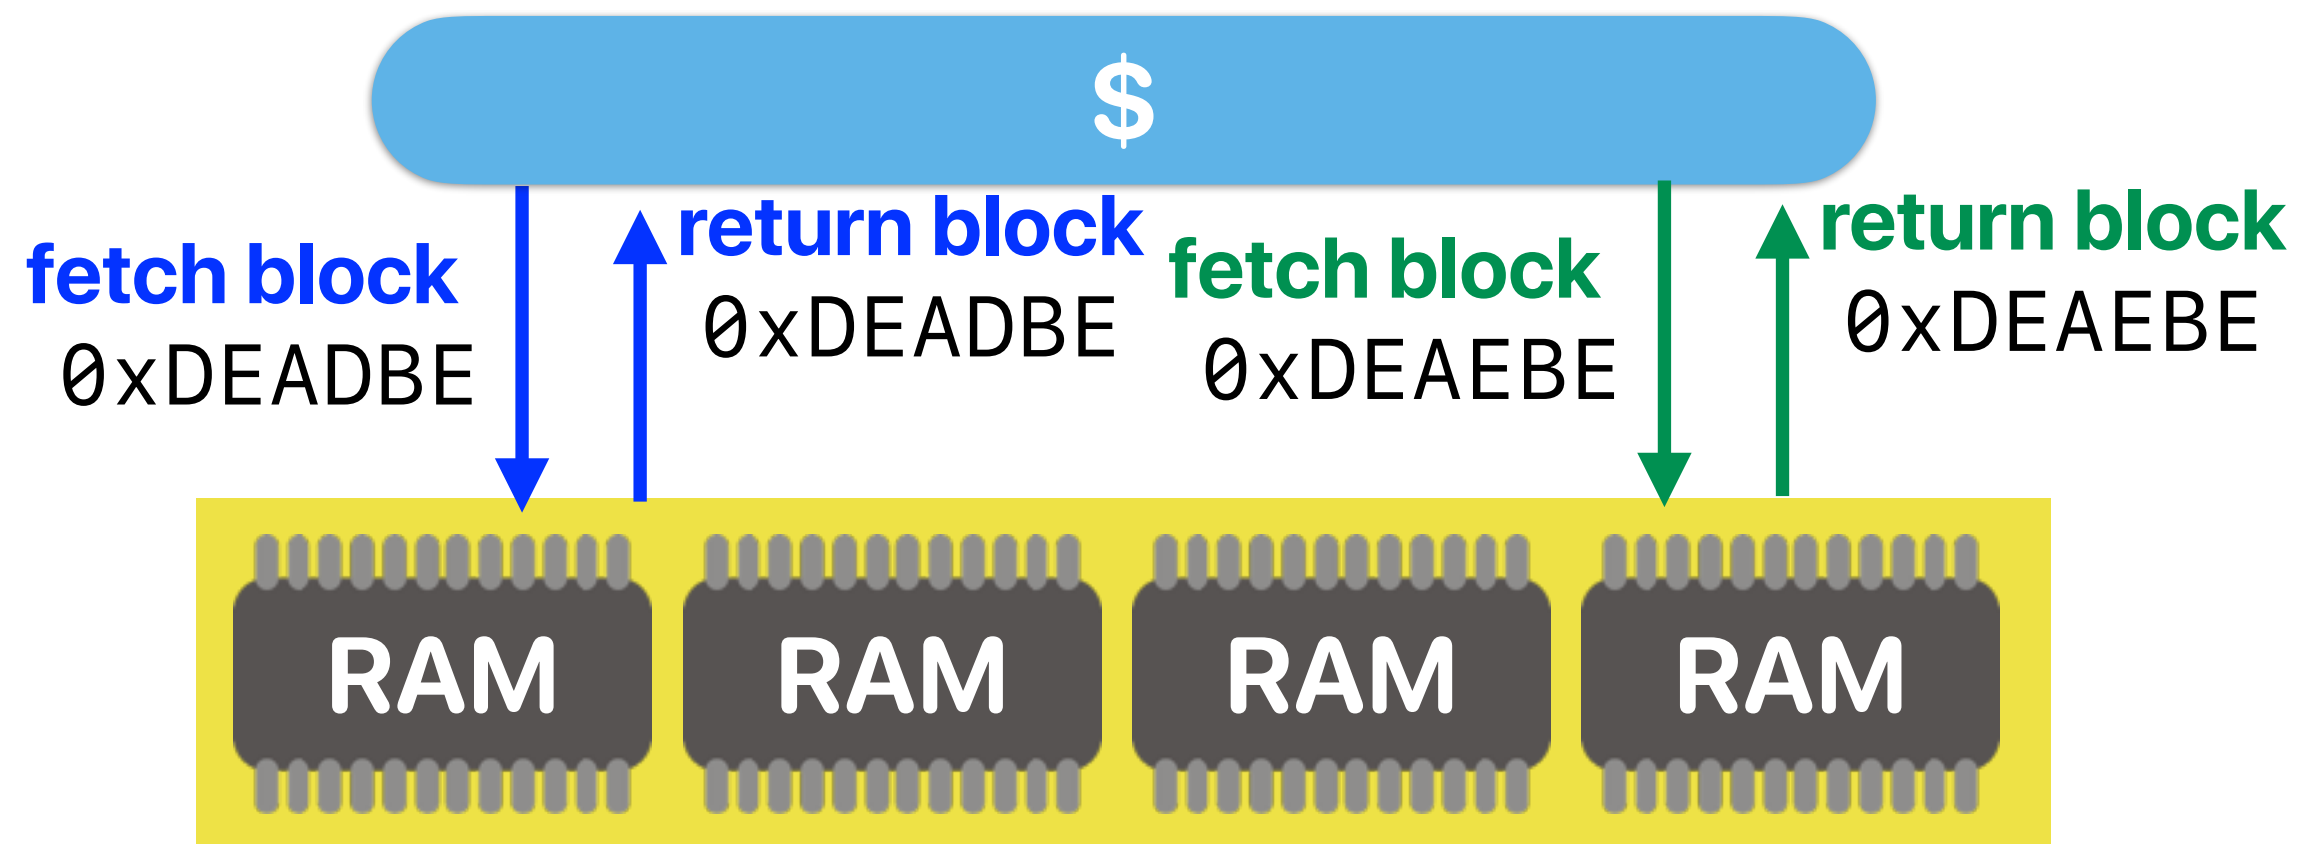 $
fetch block
0xDEADBE
return block
0xDEADBE
fetch block
0xDEAEBE
return block
0xDEAEBE
RAM
RAM
RAM
RAM